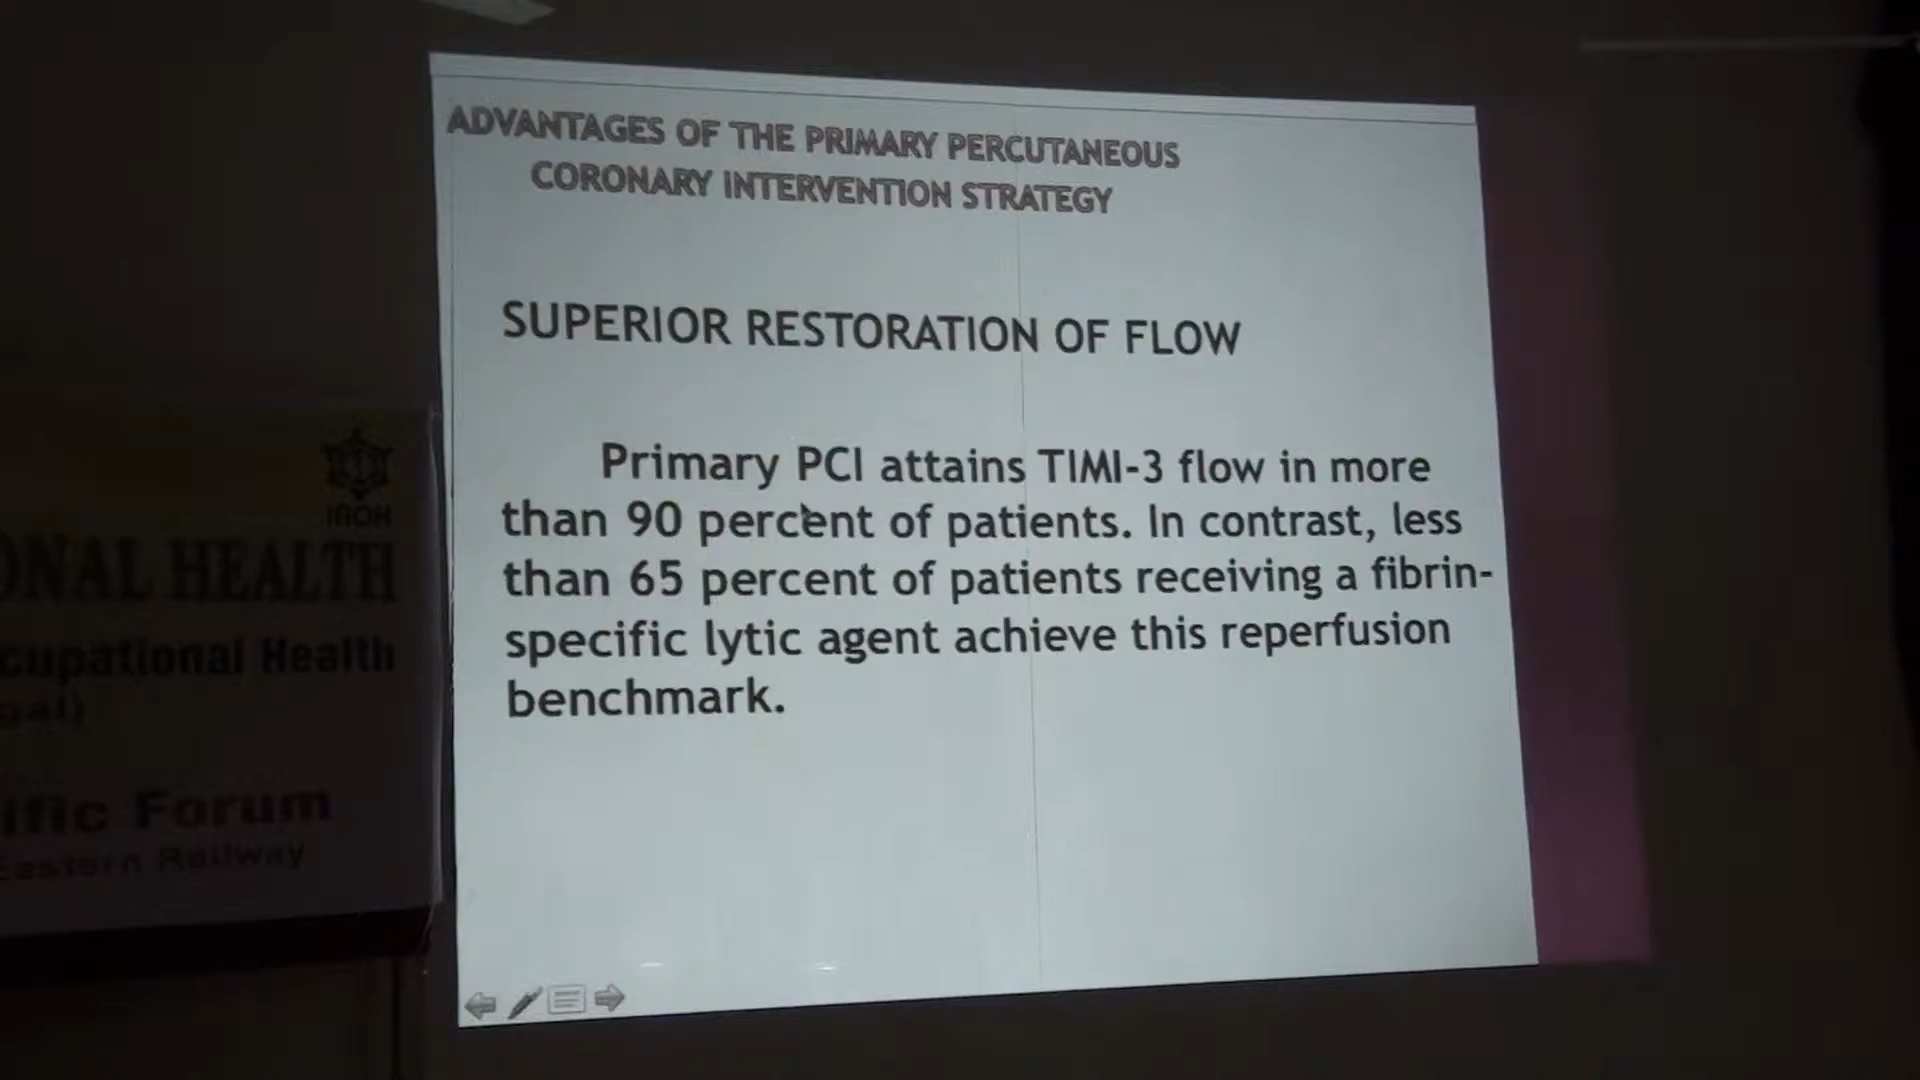 ADVANTAGES OF THE PRIMARY PERCUTANEOUS
CORONARY INTERVENTION STRATEGY
SUPERIOR RESTORATION OF FLOW
Primary PCI attains TIMI-3 flow in more
than 90 percent of patients. In contrast, less
than 65 percent of patients receiving a fibrin-
specific lytic agent achieve this reperfusion
benchmark.
ONAL HEALTH
cupational Health
ific Forum
Eastern Railway